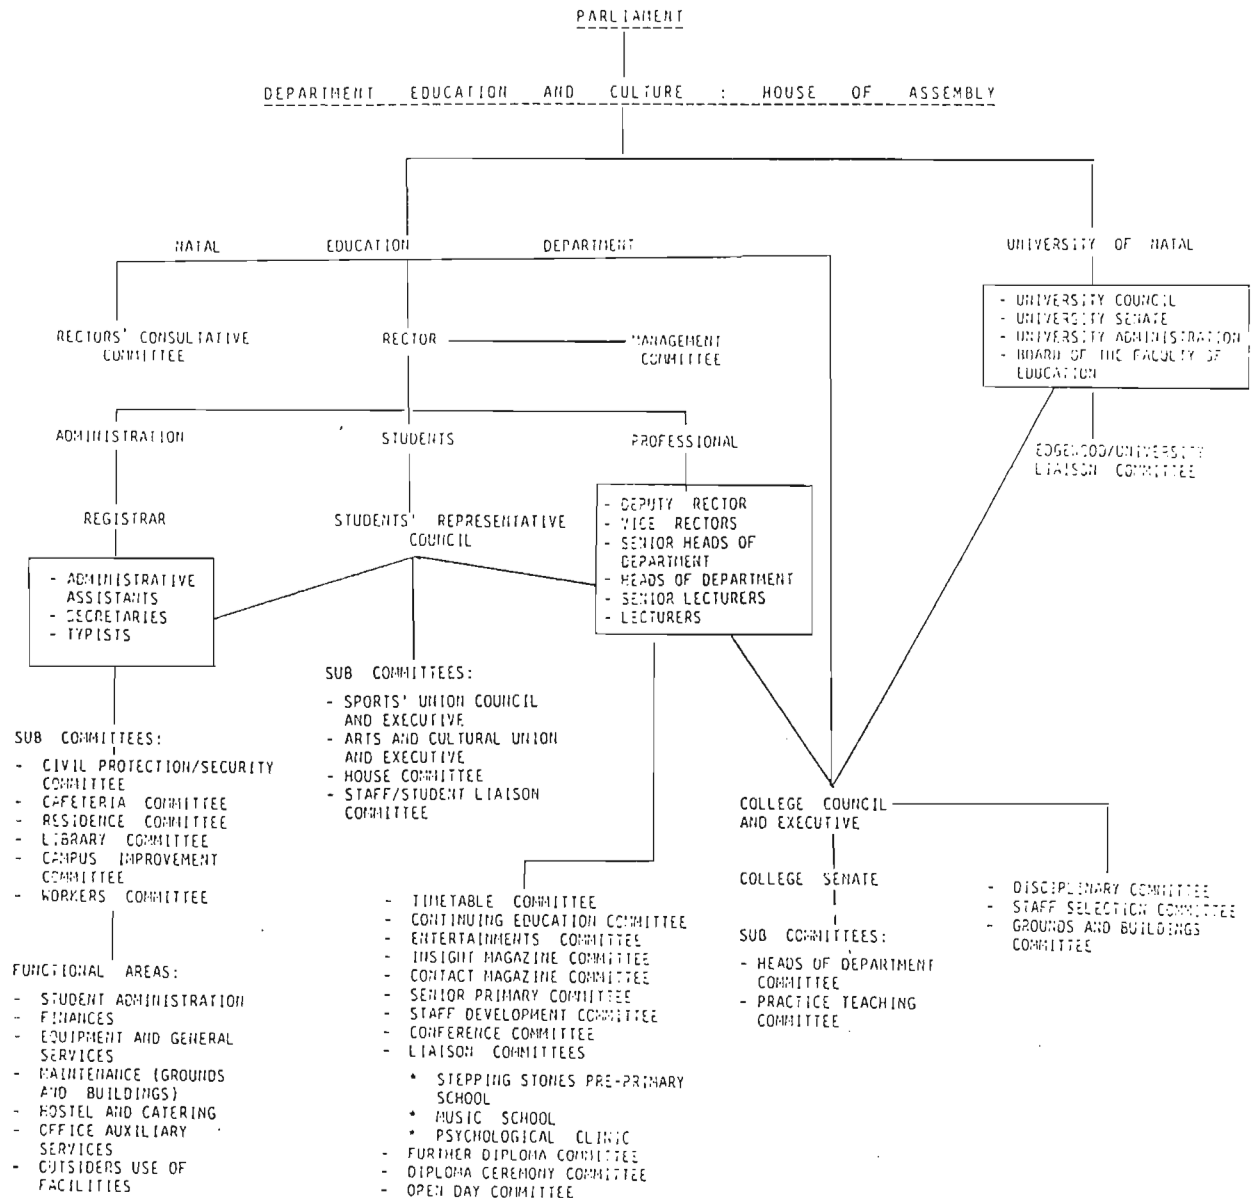 PARLIAMENT
DEPARTMENT EDUCATION AND CULTURE : HOUSE OF ASSEMBLY
NATAL EDUCATION DEPARTMENT
UNIVERSITY OF NATAL
- UNIVERSITY COUNCIL
- UNIVERSITY SENATE
- UNIVERSITY ADMINISTRATION
- BOARD OF THE FACULTY OF
EDUCATION
RECTORS' CONSULTATIVE
COMMITTEE
RECTOR
MANAGEMENT
COMMITTEE
ADMINISTRATION
STUDENTS
PROFESSIONAL
EDGEWOOD/UNIVERSITY
LIAISON COMMITTEE
REGISTRAR
STUDENTS' REPRESENTATIVE
COUNCIL
- DEPUTY RECTOR
- VICE RECTORS
- SENIOR HEADS OF
DEPARTMENT
- HEADS OF DEPARTMENT
- SENIOR LECTURERS
- LECTURERS
- ADMINISTRATIVE
ASSISTANTS
- SECRETARIES
- TYPISTS
SUB COMMITTEES:
- SPORTS' UNION COUNCIL
AND EXECUTIVE
- ARTS AND CULTURAL UNION
AND EXECUTIVE
- HOUSE COMMITTEE
- STAFF/STUDENT LIAISON
COMMITTEE
SUB COMMITTEES:
- CIVIL PROTECTION/SECURITY
COMMITTEE
- CAFETERIA COMMITTEE
- RESIDENCE COMMITTEE
- LIBRARY COMMITTEE
- CAMPUS IMPROVEMENT
COMMITTEE
- WORKERS COMMITTEE
COLLEGE COUNCIL
AND EXECUTIVE
COLLEGE SENATE
SUB COMMITTEES:
- HEADS OF DEPARTMENT
COMMITTEE
- PRACTICE TEACHING
COMMITTEE
- DISCIPLINARY COMMITTEE
- STAFF SELECTION COMMITTEE
- GROUNDS AND BUILDINGS
COMMITTEE
- TIMETABLE COMMITTEE
- CONTINUING EDUCATION COMMITTEE
- ENTERTAINMENTS COMMITTEE
- INSIGHT MAGAZINE COMMITTEE
- CONTACT MAGAZINE COMMITTEE
- SENIOR PRIMARY COMMITTEE
- STAFF DEVELOPMENT COMMITTEE
- CONFERENCE COMMITTEE
- LIAISON COMMITTEES
* STEPPING STONES PRE-PRIMARY
SCHOOL
* MUSIC SCHOOL
* PSYCHOLOGICAL CLINIC
- FURTHER DIPLOMA COMMITTEE
- DIPLOMA CEREMONY COMMITTEE
- OPEN DAY COMMITTEE
FUNCTIONAL AREAS:
- STUDENT ADMINISTRATION
- FINANCES
- EQUIPMENT AND GENERAL
SERVICES
- MAINTENANCE (GROUNDS
AND BUILDINGS)
- HOSTEL AND CATERING
- OFFICE AUXILIARY
SERVICES
- OUTSIDERS USE OF
FACILITIES